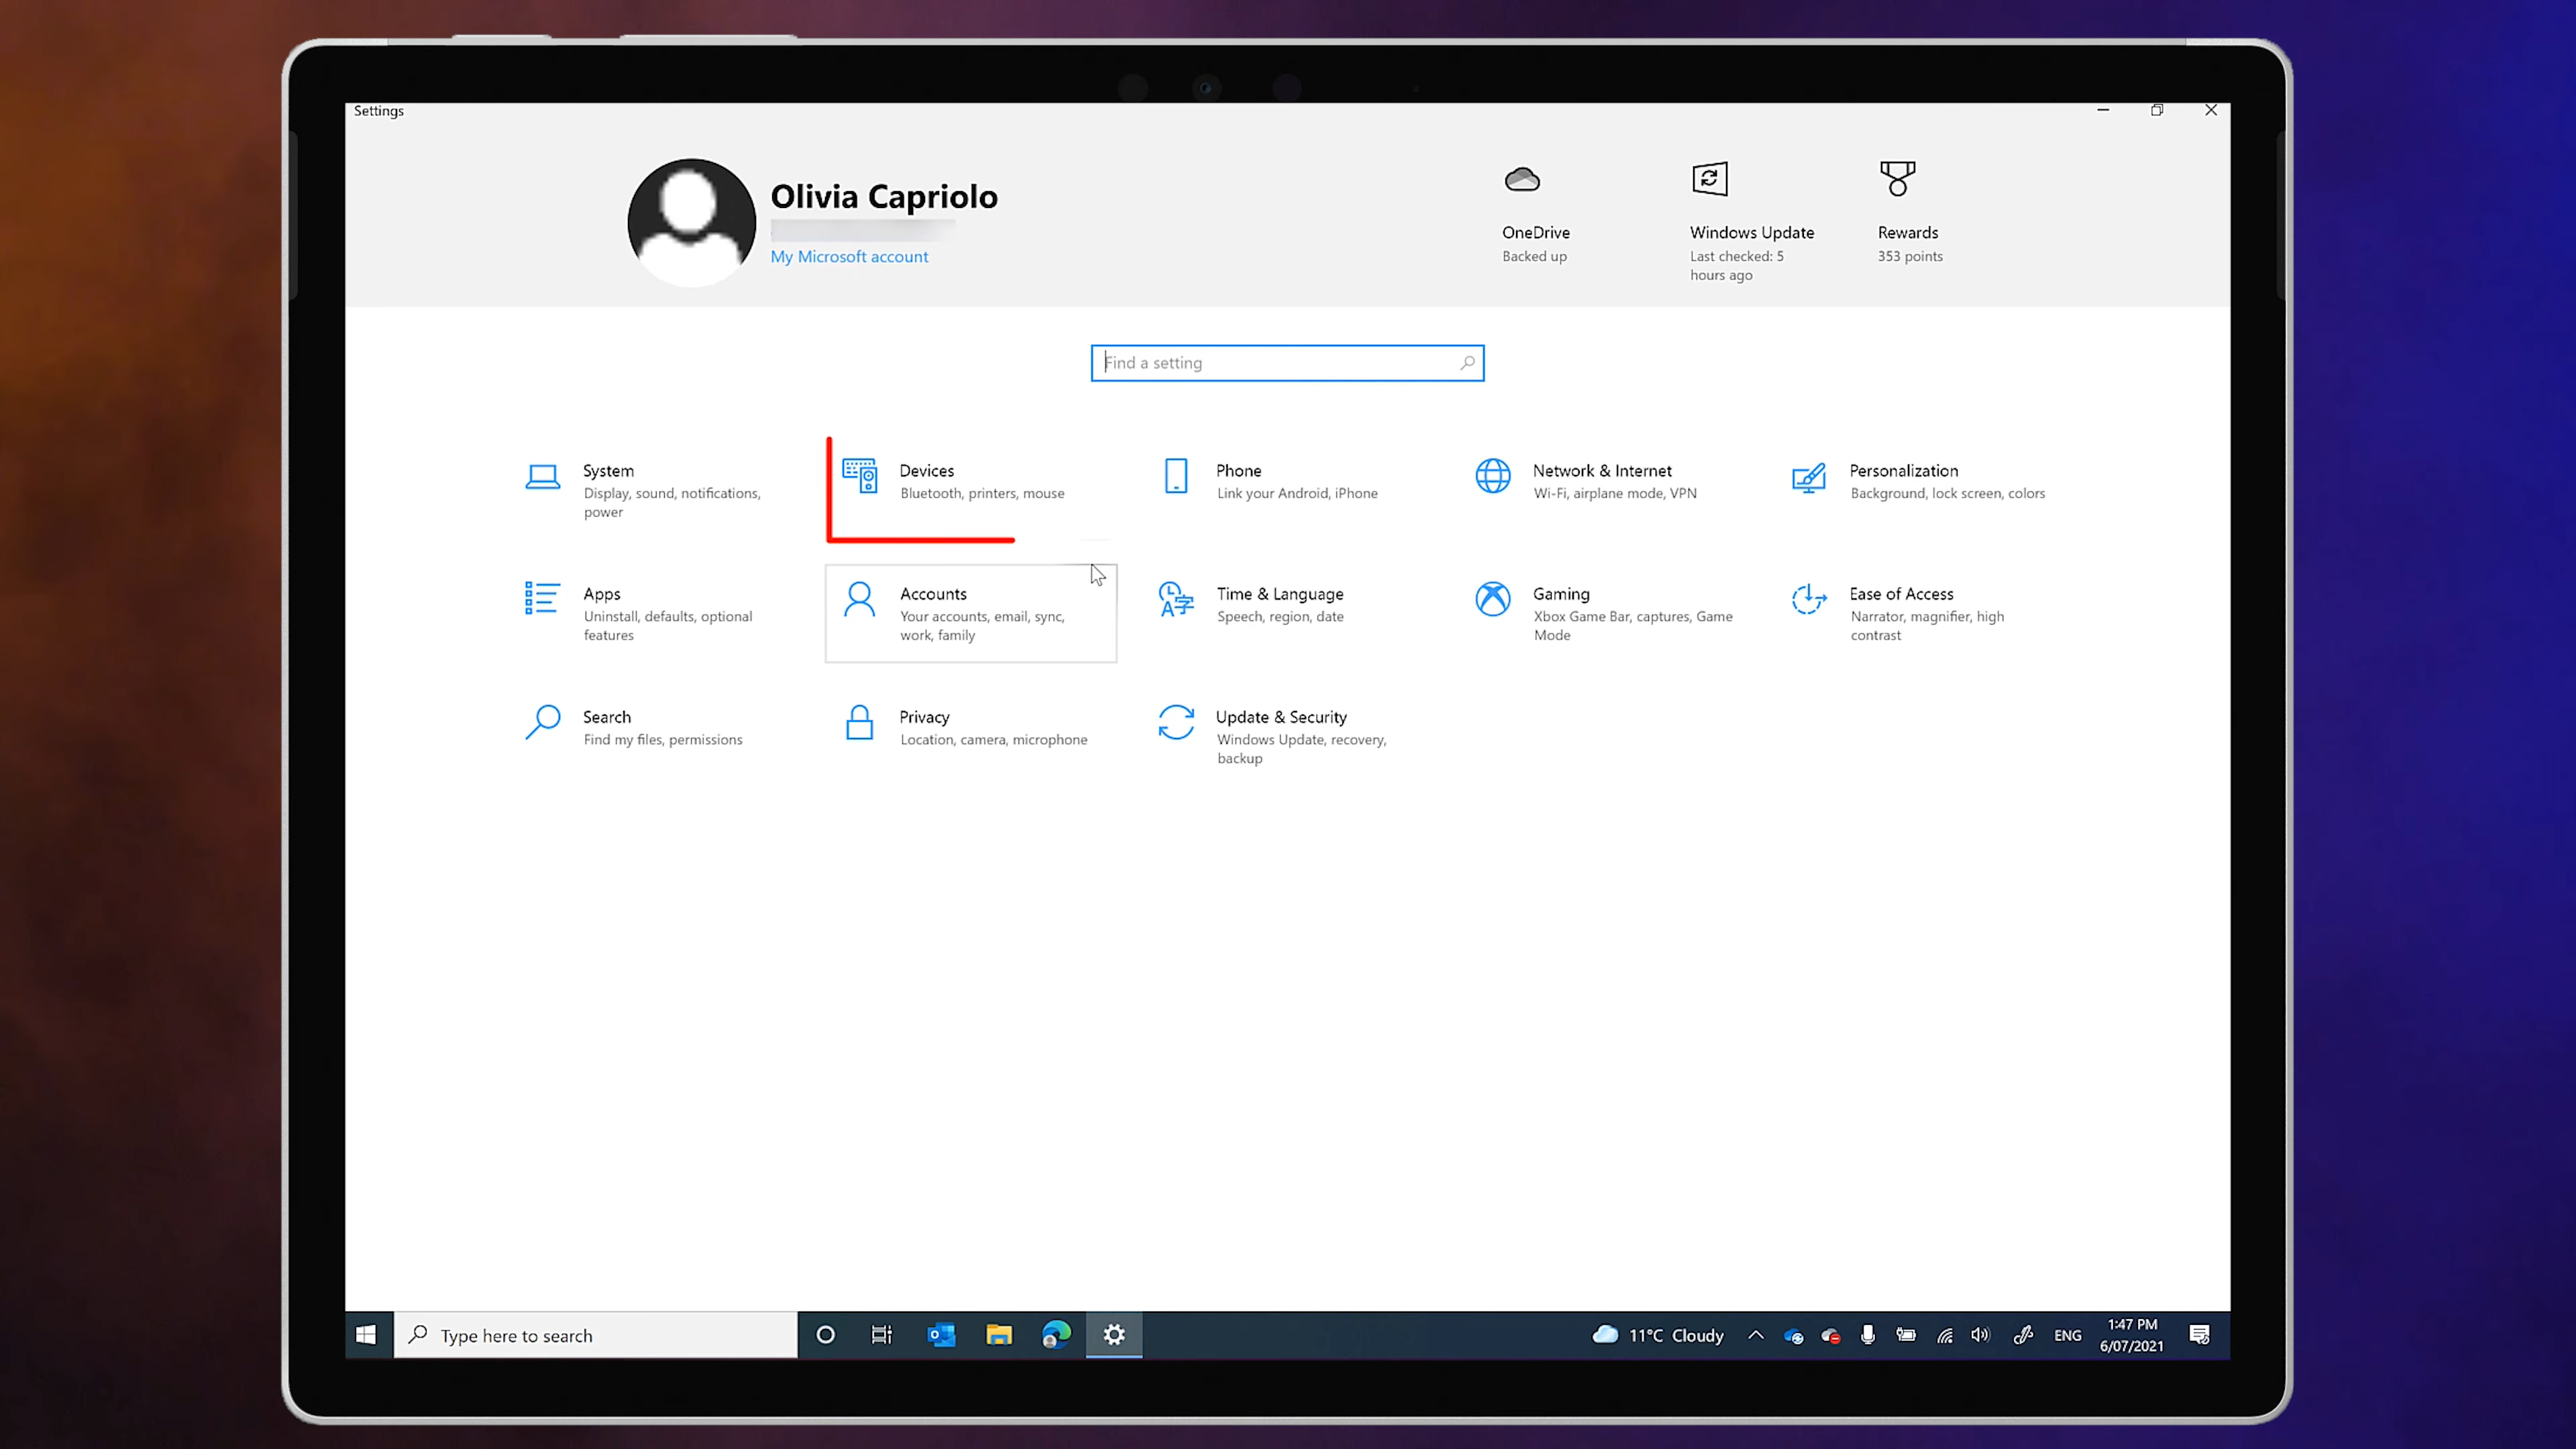 Settings
Olivia Capriolo
My Microsoft account
OneDrive
Backed up
Windows Update
Last checked: 5
hours ago
Rewards
353 points
Find a setting
System
Display, sound, notifications,
power
Devices
Bluetooth, printers, mouse
Phone
Link your Android, iPhone
Network & Internet
Wi-Fi, airplane mode, VPN
Personalization
Background, lock screen, colors
Apps
Uninstall, defaults, optional
features
Accounts
Your accounts, email, sync,
work, family
Time & Language
Speech, region, date
Gaming
Xbox Game Bar, captures, Game
Mode
Ease of Access
Narrator, magnifier, high
contrast
Search
Find my files, permissions
Privacy
Location, camera, microphone
Update & Security
Windows Update, recovery,
backup
Type here to search
11°C Cloudy
ENG
1:47 PM
6/07/2021